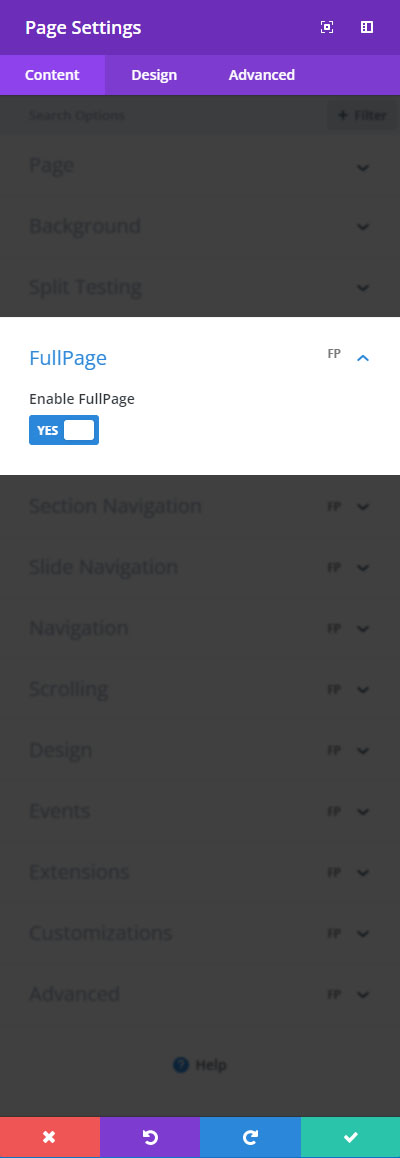 Page Settings
Content Design Advanced
Search Options + Filter
Page
Background
Split Testing
FullPage FP
Enable FullPage
YES
Section Navigation FP
Slide Navigation FP
Navigation FP
Scrolling FP
Design FP
Events FP
Extensions FP
Customizations FP
Advanced FP
? Help